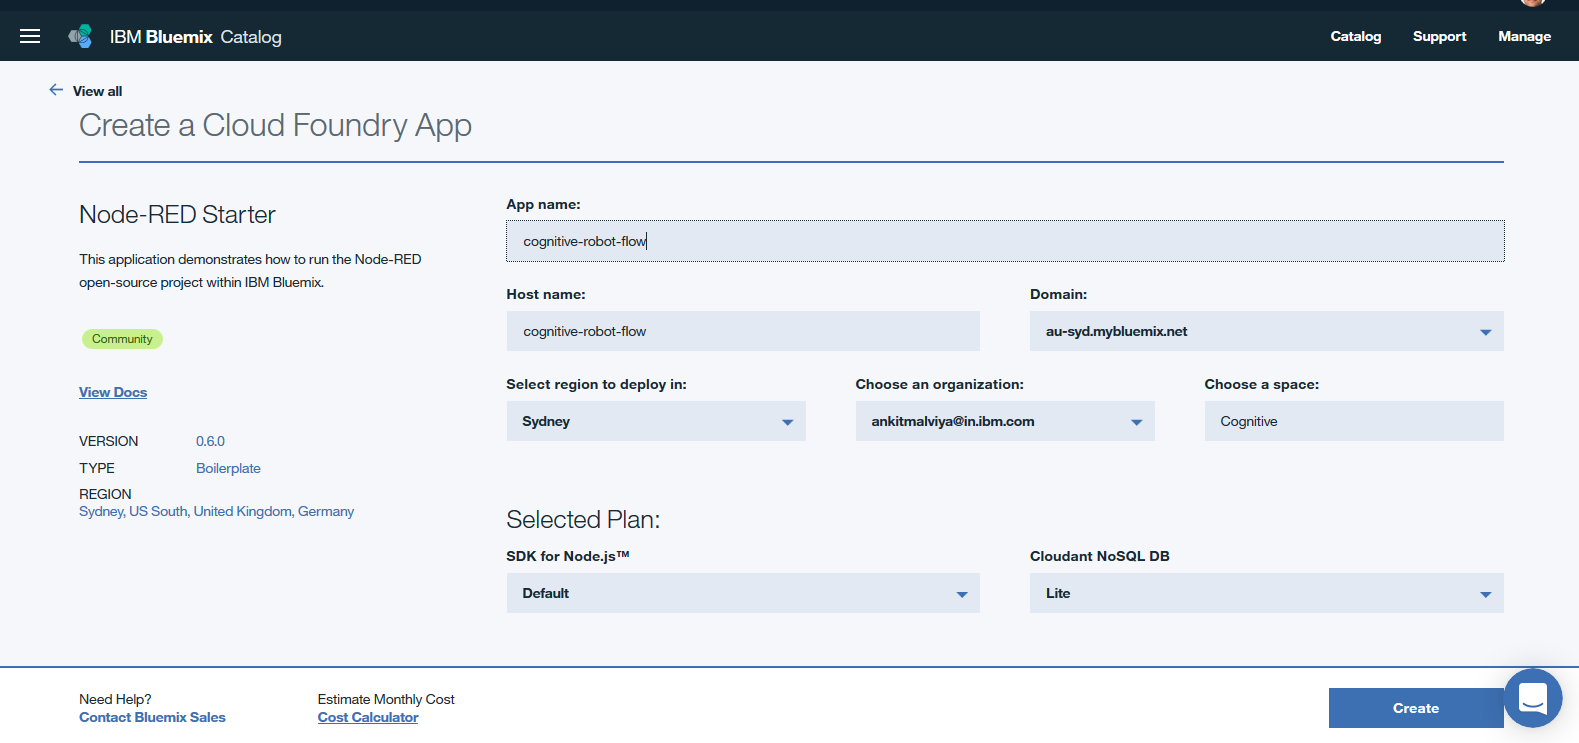 IBM Bluemix Catalog
Catalog Support Manage
View all
Create a Cloud Foundry App
Node-RED Starter
This application demonstrates how to run the Node-RED
open-source project within IBM Bluemix.
Community
View Docs
VERSION 0.6.0
TYPE Boilerplate
REGION
Sydney, US South, United Kingdom, Germany
App name:
cognitive-robot-flow
Host name: Domain:
cognitive-robot-flow au-syd.mybluemix.net
Select region to deploy in: Choose an organization: Choose a space:
Sydney ankitmalviya@in.ibm.com Cognitive
Selected Plan:
SDK for Node.js™ Cloudant NoSQL DB
Default Lite
Need Help? Estimate Monthly Cost
Contact Bluemix Sales Cost Calculator
Create